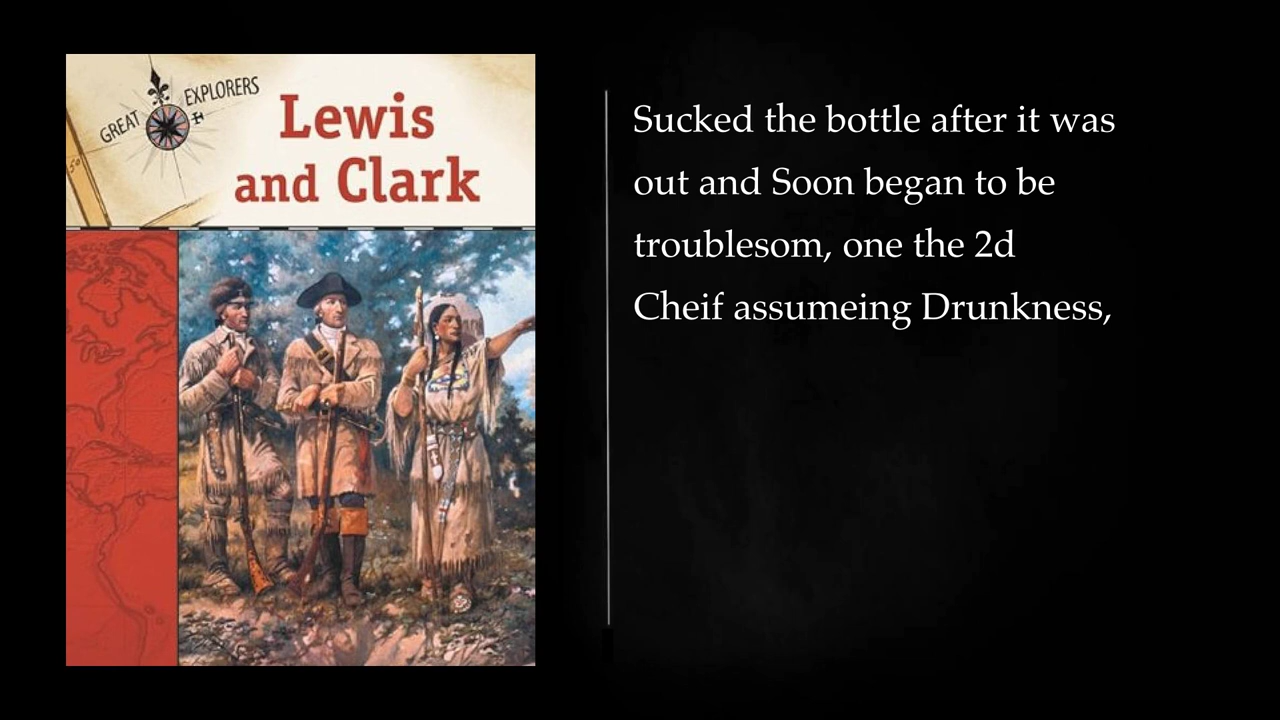 GREAT EXPLORERS
Lewis
and Clark
50
Sucked the bottle after it was
out and Soon began to be
troublesom, one the 2d
Cheif assumeing Drunkness,